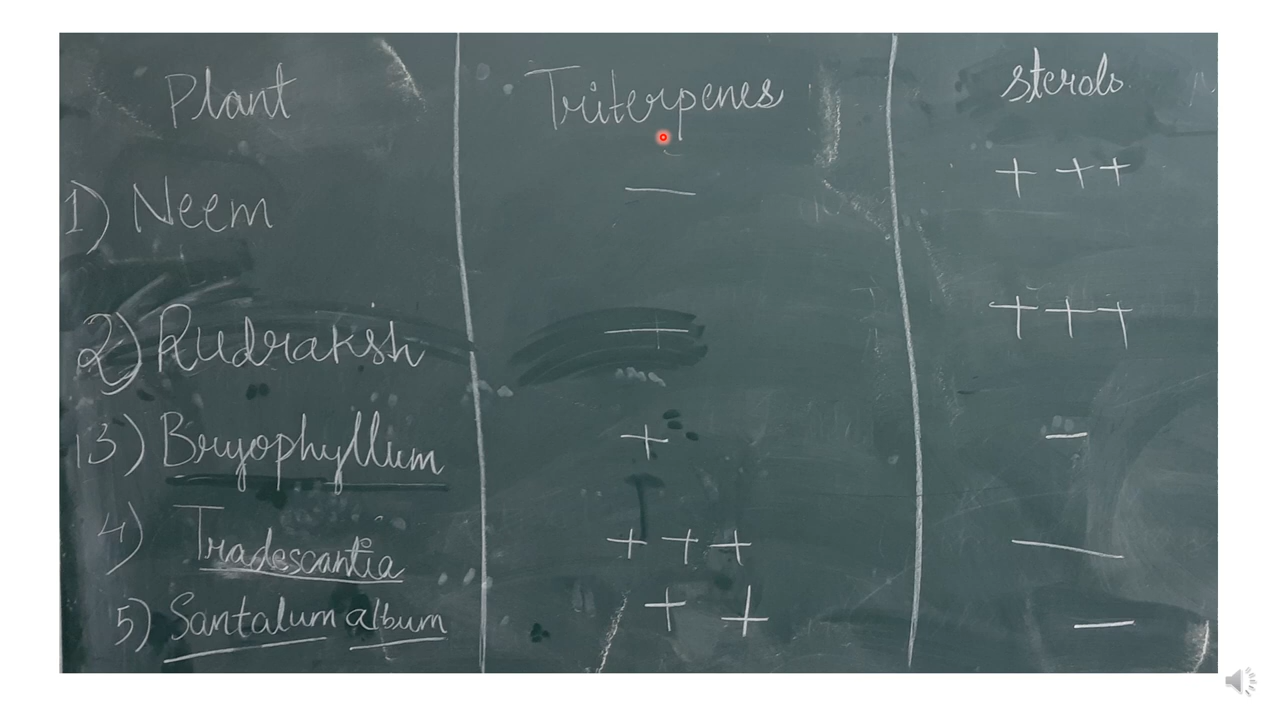 Plant Triterpenes sterols
1) Neem — +++
2) Rudraksh — +++
3) Bryophyllum + —
4) Tradescantia +++ —
5) Santalum album ++ —